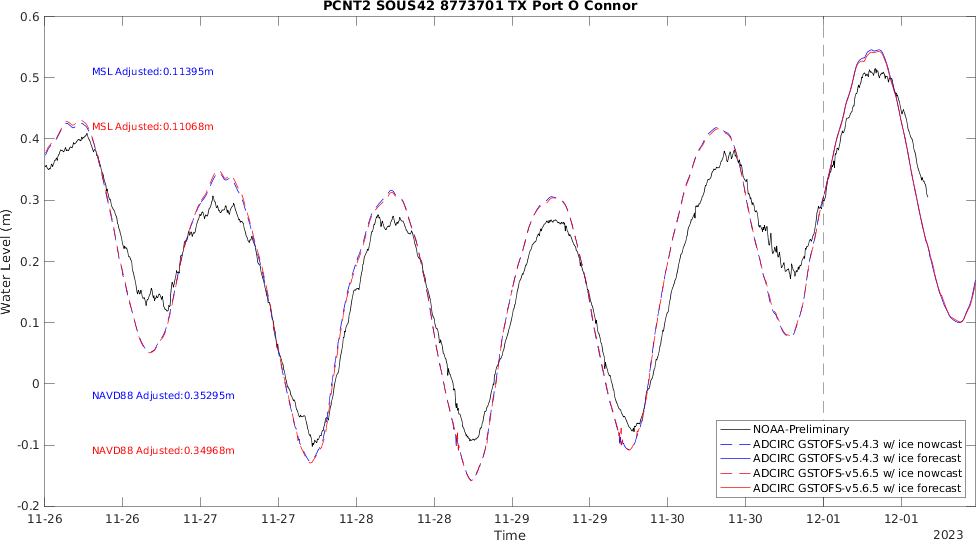 PCNT2 SOUS42 8773701 TX Port O Connor
0.6
0.5
0.4
0.3
0.2
0.1
0
-0.1
-0.2
Water Level (m)
MSL Adjusted:0.11395m
MSL Adjusted:0.11068m
NAVD88 Adjusted:0.35295m
NAVD88 Adjusted:0.34968m
NOAA-Preliminary
ADCIRC GSTOFS-v5.4.3 w/ ice nowcast
ADCIRC GSTOFS-v5.4.3 w/ ice forecast
ADCIRC GSTOFS-v5.6.5 w/ ice nowcast
ADCIRC GSTOFS-v5.6.5 w/ ice forecast
11-26 11-26 11-27 11-27 11-28 11-28 11-29 11-29 11-30 11-30 12-01 12-01
Time
2023